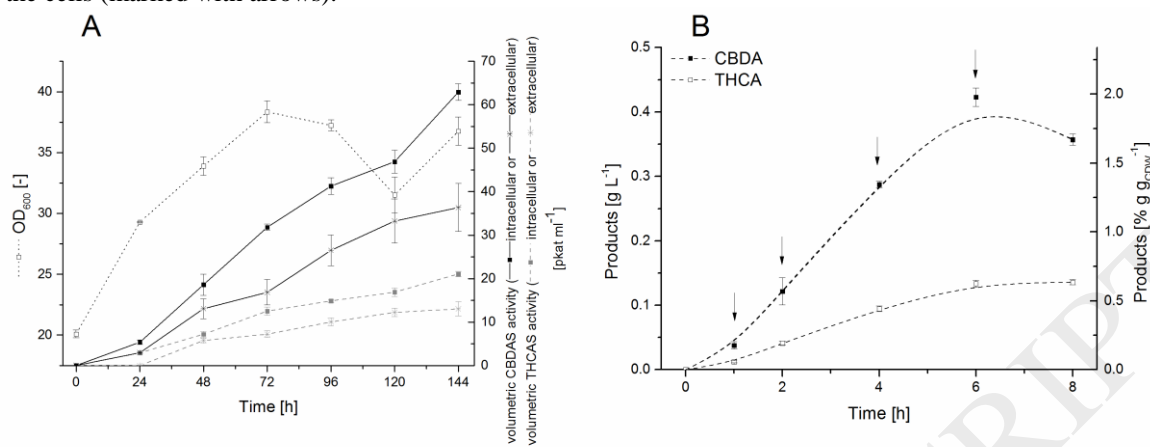 the cells (marked with arrows).
A
OD600 [-]
40
35
30
25
20
0
24
48
72
96
120
144
Time [h]
70
60
50
40
30
20
10
0
volumetric CBDAS activity (—■— intracellular or —✳— extracellular)
volumetric THCAS activity (--■-- intracellular or --✳-- extracellular)
[pkat ml-1]
B
CBDA
THCA
Products [g L-1]
0.5
0.4
0.3
0.2
0.1
0.0
0
2
4
6
8
Time [h]
2.0
1.5
1.0
0.5
0.0
Products [% g gCDW-1]
RIPT